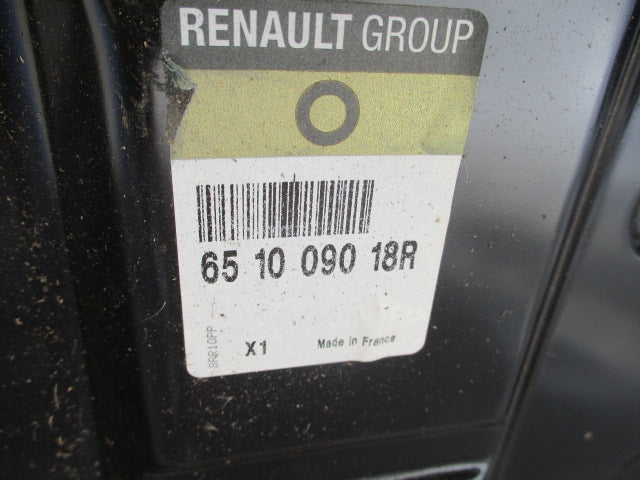 RENAULT GROUP
65 10 090 18R
X1
Made in France